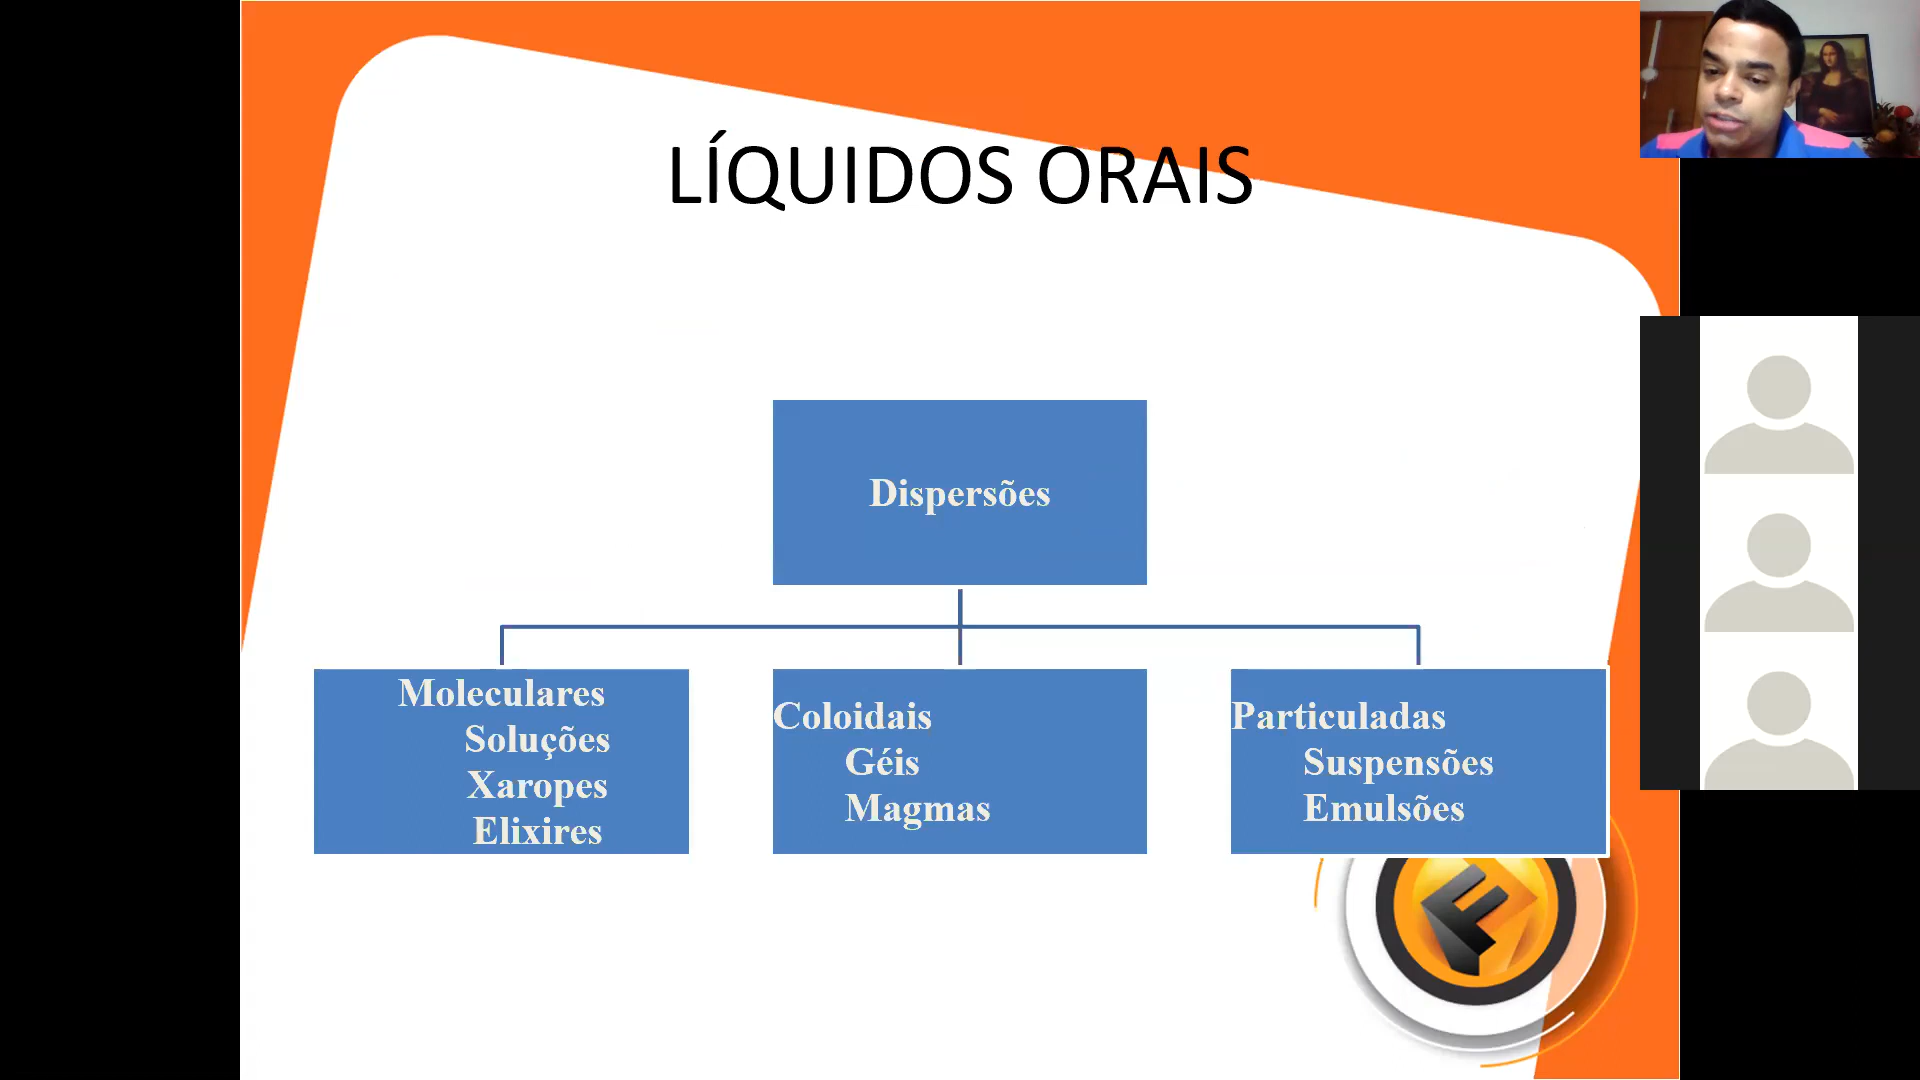 LÍQUIDOS ORAIS
Dispersões
Moleculares
Soluções
Xaropes
Elixires
Coloidais
Géis
Magmas
Particuladas
Suspensões
Emulsões